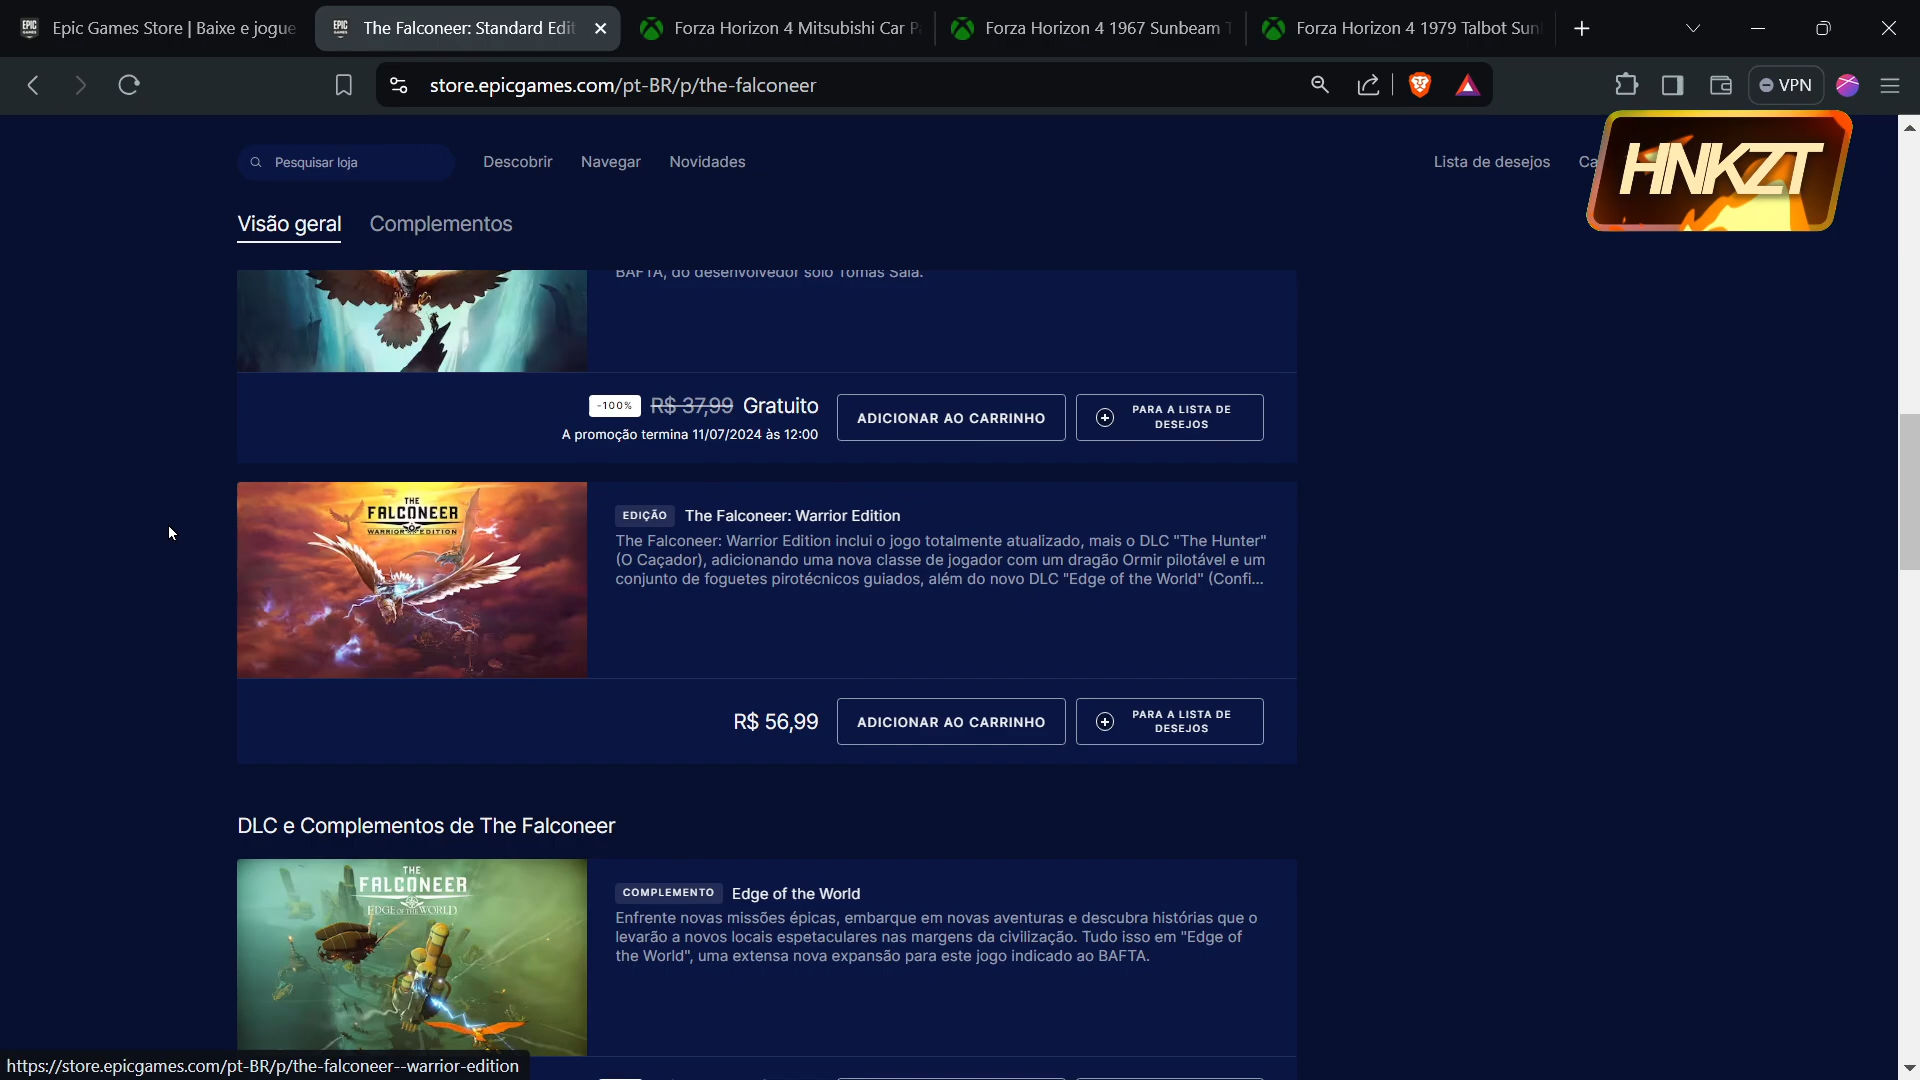 Epic Games Store | Baixe e jogue
The Falconeer: Standard Edit
Forza Horizon 4 Mitsubishi Car P
Forza Horizon 4 1967 Sunbeam T
Forza Horizon 4 1979 Talbot Sun
store.epicgames.com/pt-BR/p/the-falconeer
VPN
HNKZT
Pesquisar loja
Descobrir
Navegar
Novidades
Lista de desejos
Ca
Visão geral
Complementos
BAFTA, do desenvolvedor solo Tomas Sala.
-100%
R$ 37,99
Gratuito
A promoção termina 11/07/2024 às 12:00
ADICIONAR AO CARRINHO
PARA A LISTA DE
DESEJOS
THE
FALCONEER
WARRIOR EDITION
EDIÇÃO
The Falconeer: Warrior Edition
The Falconeer: Warrior Edition inclui o jogo totalmente atualizado, mais o DLC "The Hunter"
(O Caçador), adicionando uma nova classe de jogador com um dragão Ormir pilotável e um
conjunto de foguetes pirotécnicos guiados, além do novo DLC "Edge of the World" (Confi...
R$ 56,99
ADICIONAR AO CARRINHO
PARA A LISTA DE
DESEJOS
DLC e Complementos de The Falconeer
THE
FALCONEER
EDGE OF THE WORLD
COMPLEMENTO
Edge of the World
Enfrente novas missões épicas, embarque em novas aventuras e descubra histórias que o
levarão a novos locais espetaculares nas margens da civilização. Tudo isso em "Edge of
the World", uma extensa nova expansão para este jogo indicado ao BAFTA.
https://store.epicgames.com/pt-BR/p/the-falconeer--warrior-edition